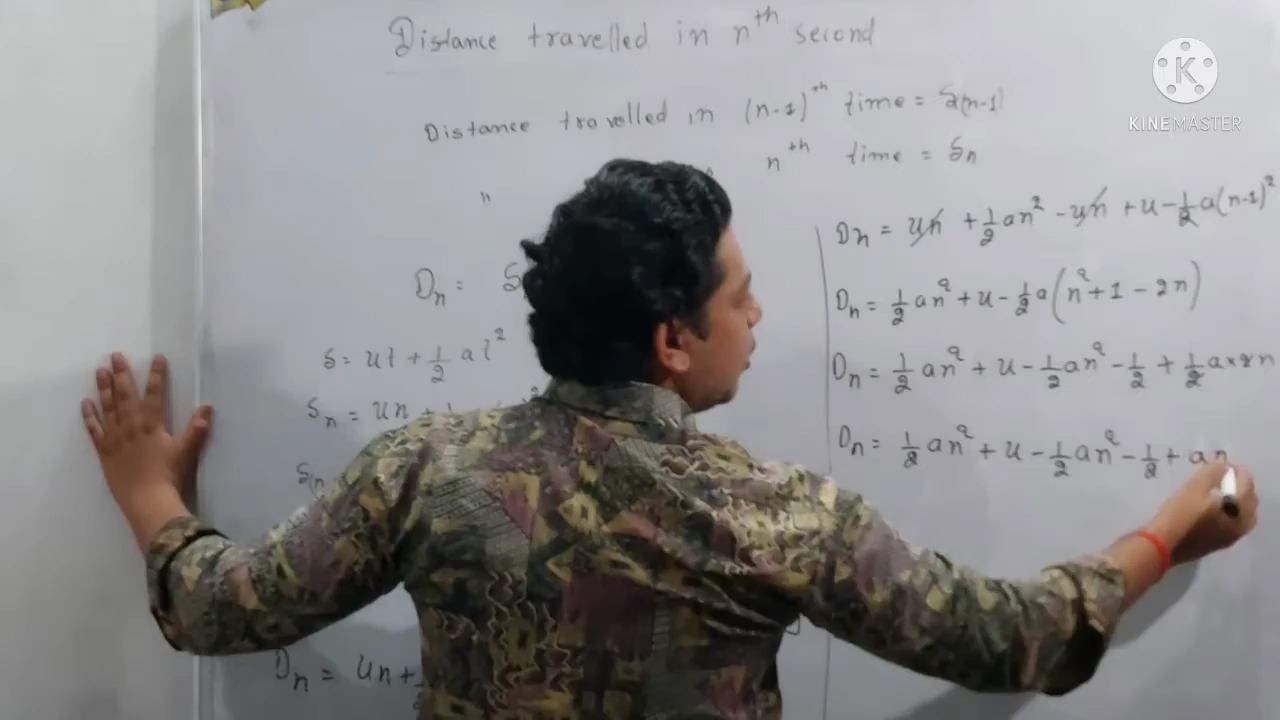 Distance travelled in nᵗʰ second
Distance travelled in (n-1)ᵗʰ time = S(n-1)
" nᵗʰ time = Sn
Dn = S
S = ut + 1/2 at²
Sn = un +
S(n
Dn = un +
Dn = un + 1/2 an² - un + u - 1/2 a(n-1)²
Dn = 1/2 an² + u - 1/2 a(n² + 1 - 2n)
Dn = 1/2 an² + u - 1/2 an² - 1/2 + 1/2 a×2n
Dn = 1/2 an² + u - 1/2 an² - 1/2 + an
K
KINEMASTER